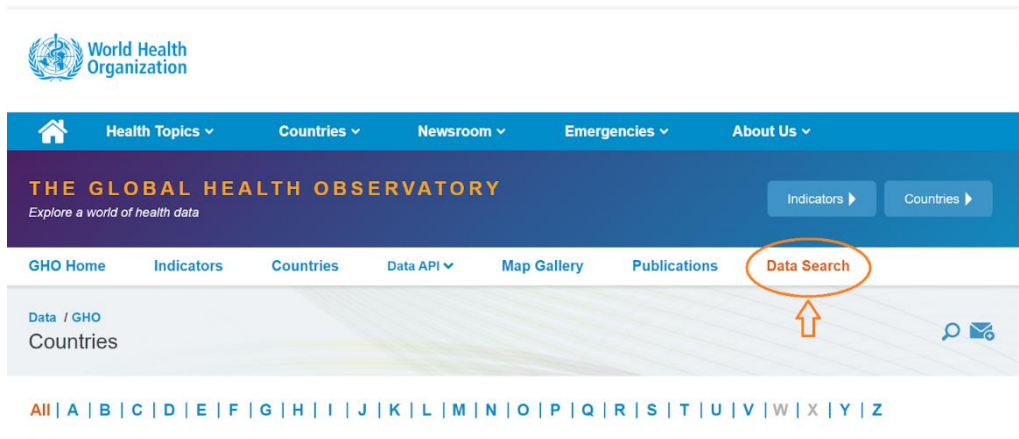 World Health
Organization
Health Topics Countries Newsroom Emergencies About Us
THE GLOBAL HEALTH OBSERVATORY
Explore a world of health data
Indicators Countries
GHO Home Indicators Countries Data API Map Gallery Publications Data Search
Data / GHO
Countries
All | A | B | C | D | E | F | G | H | I | J | K | L | M | N | O | P | Q | R | S | T | U | V | W | X | Y | Z